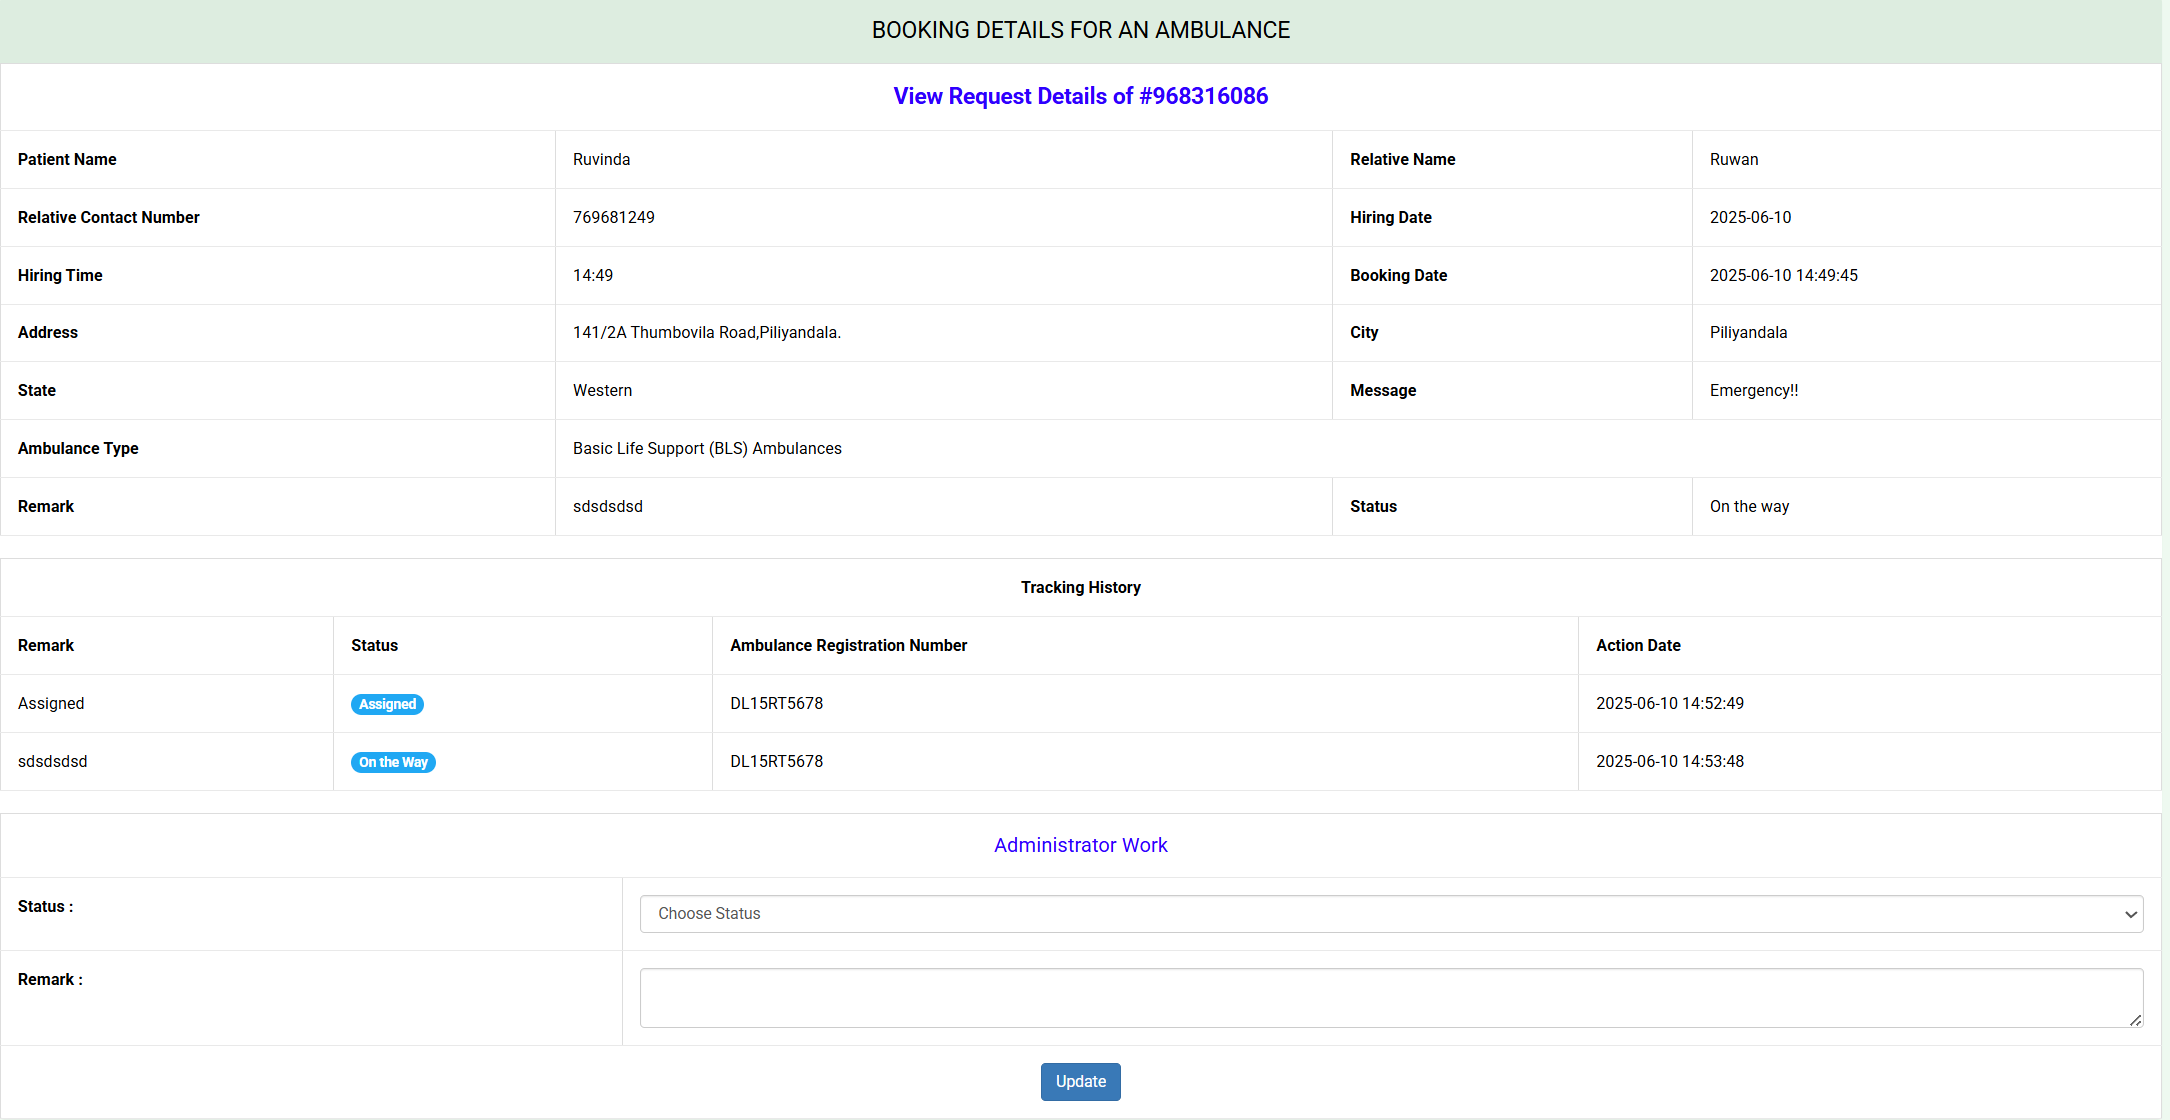 BOOKING DETAILS FOR AN AMBULANCE
View Request Details of #968316086
Patient Name Ruvinda Relative Name Ruwan
Relative Contact Number 769681249 Hiring Date 2025-06-10
Hiring Time 14:49 Booking Date 2025-06-10 14:49:45
Address 141/2A Thumbovila Road,Piliyandala. City Piliyandala
State Western Message Emergency!!
Ambulance Type Basic Life Support (BLS) Ambulances
Remark sdsdsdsd Status On the way
Tracking History
Remark Status Ambulance Registration Number Action Date
Assigned Assigned DL15RT5678 2025-06-10 14:52:49
sdsdsdsd On the Way DL15RT5678 2025-06-10 14:53:48
Administrator Work
Status : Choose Status
Remark :
Update